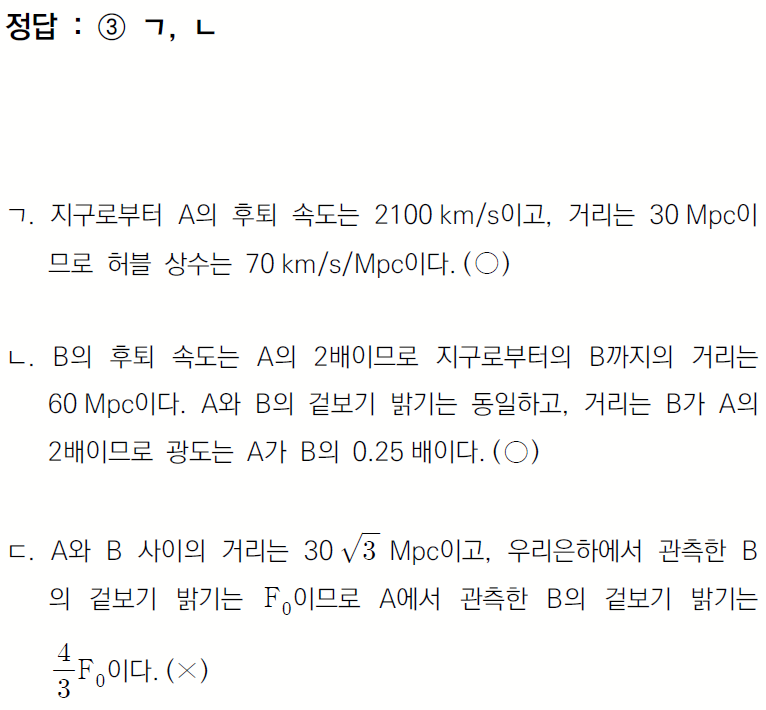 정답 : ③ ㄱ, ㄴ
ㄱ. 지구로부터 A의 후퇴 속도는 2100 km/s이고, 거리는 30 Mpc이
므로 허블 상수는 70 km/s/Mpc이다. (○)
ㄴ. B의 후퇴 속도는 A의 2배이므로 지구로부터의 B까지의 거리는
60 Mpc이다. A와 B의 겉보기 밝기는 동일하고, 거리는 B가 A의
2배이므로 광도는 A가 B의 0.25 배이다. (○)
ㄷ. A와 B 사이의 거리는 30√3 Mpc이고, 우리은하에서 관측한 B
의 겉보기 밝기는 F₀이므로 A에서 관측한 B의 겉보기 밝기는
4/3 F₀이다. (×)